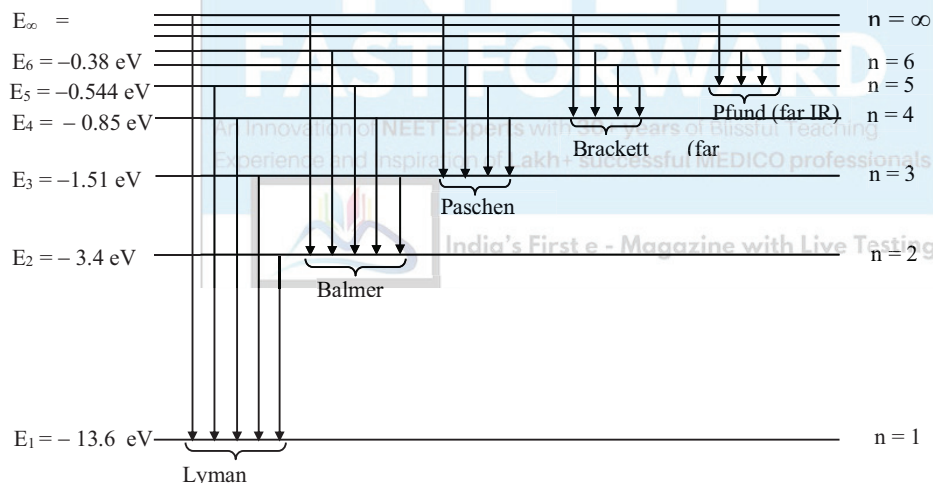 E∞ = n = ∞
FAST FORWARD
E6 = –0.38 eV n = 6
E5 = –0.544 eV n = 5
Pfund (far IR)
E4 = – 0.85 eV n = 4
An Innovation of NEET Experts with years of Blissful Teaching
Brackett (far
Experience and Inspiration of Lakh+ successful MEDICO professionals
E3 = –1.51 eV n = 3
Paschen
India's First e - Magazine with Live Testing
E2 = – 3.4 eV n = 2
Balmer
E1 = – 13.6 eV n = 1
Lyman